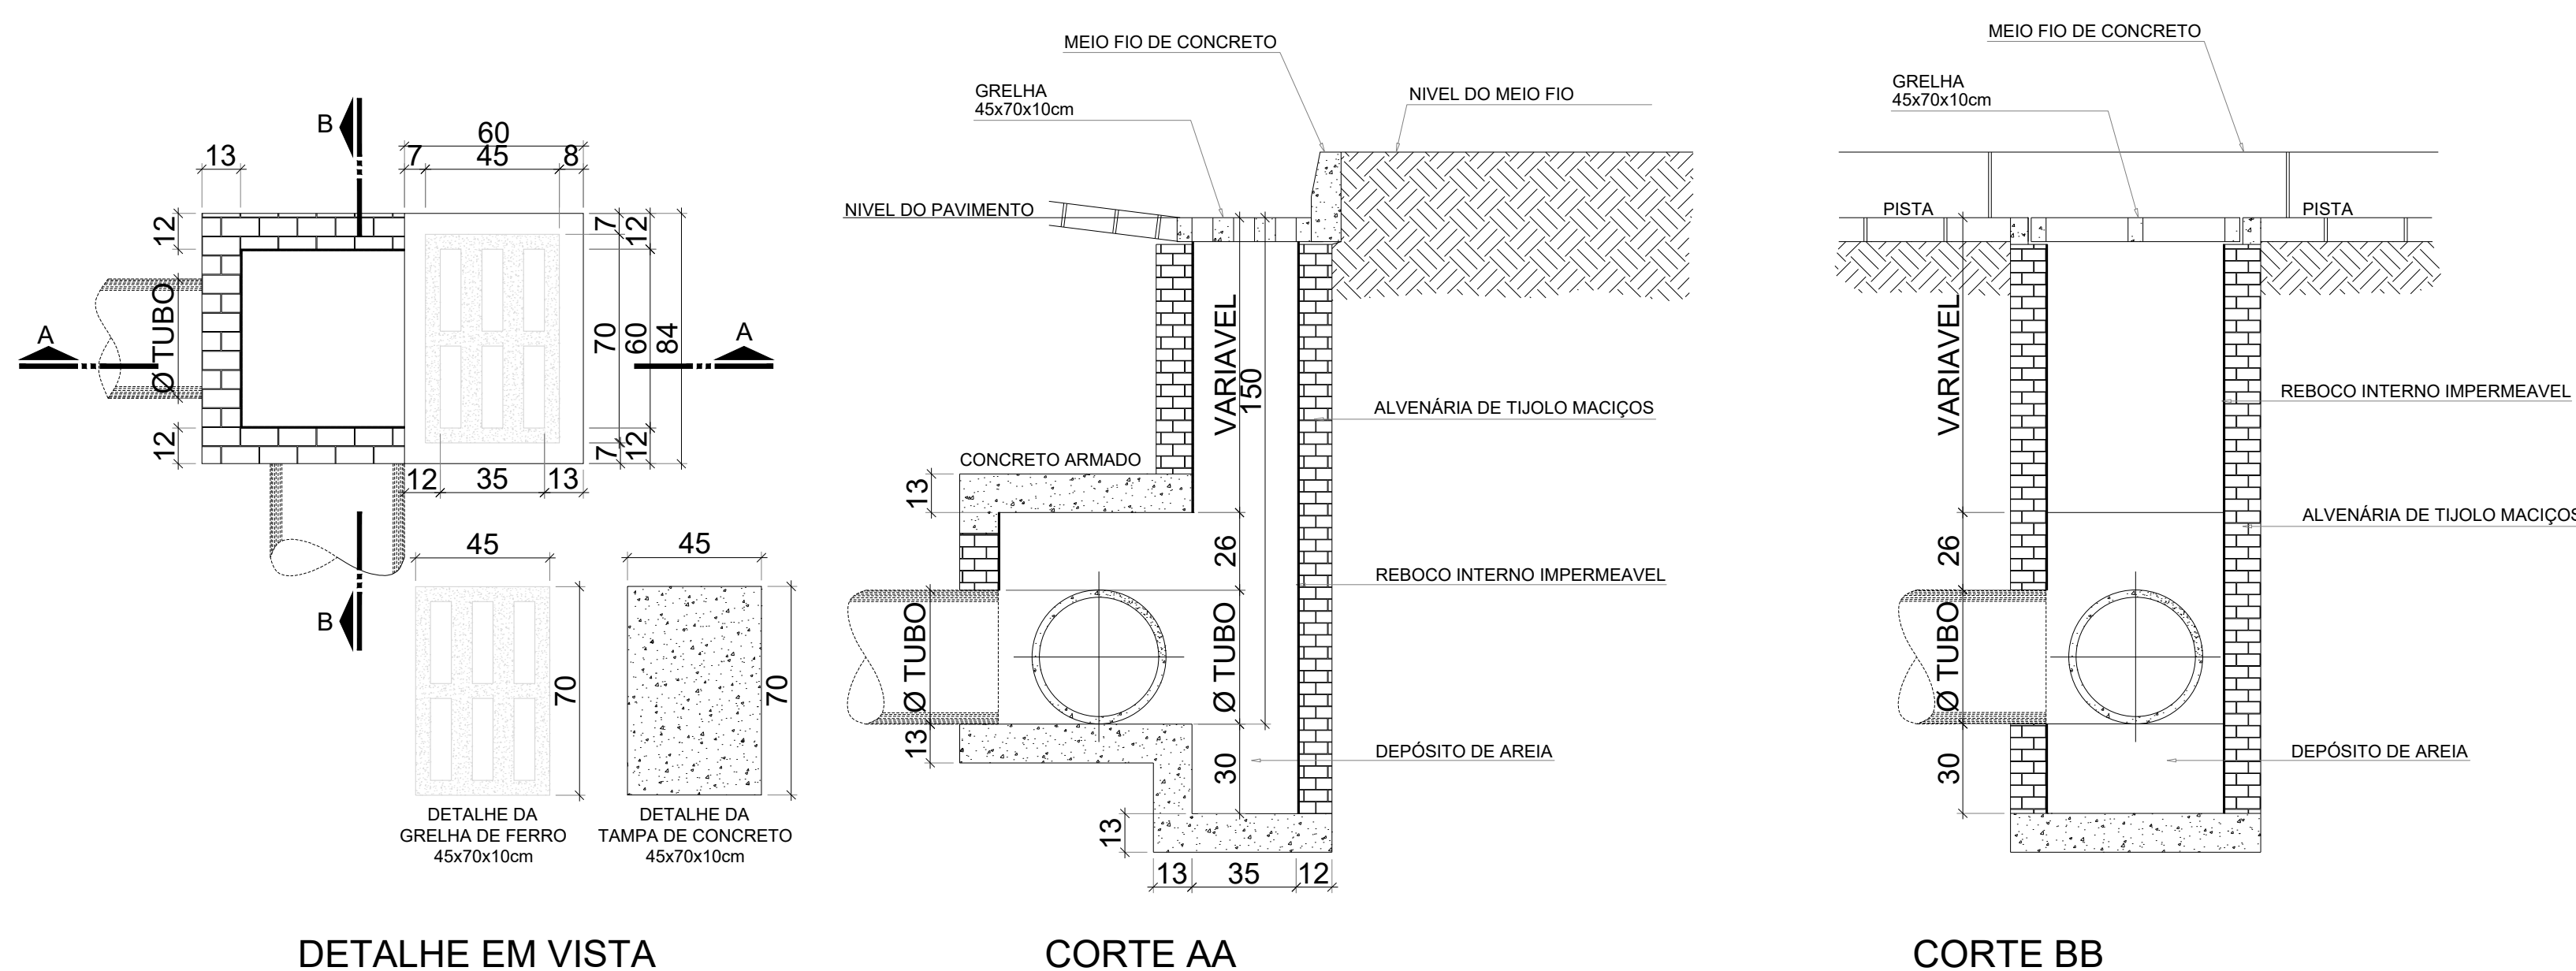 B
60
13
7
45
8
12
7
12
Ø TUBO
A
70
60
84
A
12
7
12
12
35
13
B
45
70
45
70
DETALHE DA
GRELHA DE FERRO
45x70x10cm
DETALHE DA
TAMPA DE CONCRETO
45x70x10cm
DETALHE EM VISTA
MEIO FIO DE CONCRETO
GRELHA
45x70x10cm
NIVEL DO MEIO FIO
NIVEL DO PAVIMENTO
VARIAVEL
150
ALVENÁRIA DE TIJOLO MACIÇOS
CONCRETO ARMADO
13
26
REBOCO INTERNO IMPERMEAVEL
Ø TUBO
Ø TUBO
13
30
DEPÓSITO DE AREIA
13
13
35
12
CORTE AA
MEIO FIO DE CONCRETO
GRELHA
45x70x10cm
PISTA
PISTA
VARIAVEL
REBOCO INTERNO IMPERMEAVEL
ALVENÁRIA DE TIJOLO MACIÇOS
26
Ø TUBO
30
DEPÓSITO DE AREIA
CORTE BB